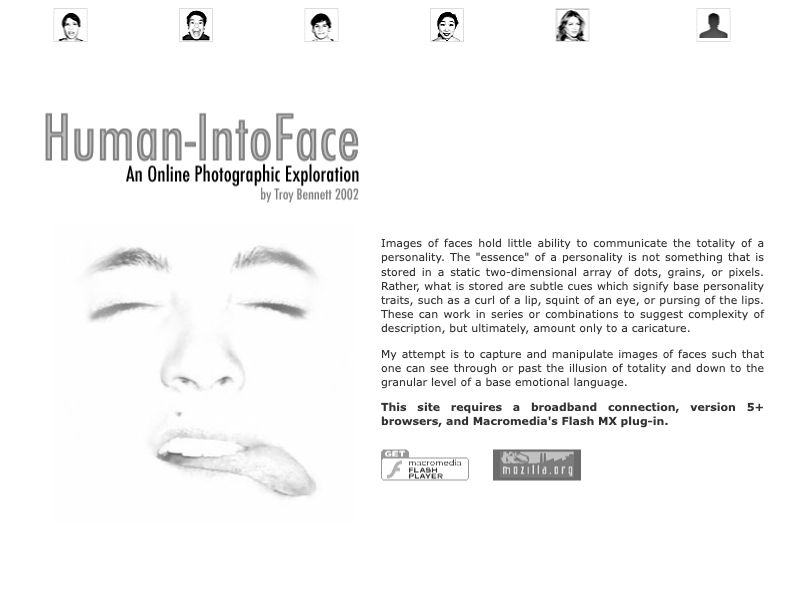 Human-IntoFace
An Online Photographic Exploration
by Troy Bennett 2002
Images of faces hold little ability to communicate the totality of a
personality. The "essence" of a personality is not something that is
stored in a static two-dimensional array of dots, grains, or pixels.
Rather, what is stored are subtle cues which signify base personality
traits, such as a curl of a lip, squint of an eye, or pursing of the lips.
These can work in series or combinations to suggest complexity of
description, but ultimately, amount only to a caricature.
My attempt is to capture and manipulate images of faces such that
one can see through or past the illusion of totality and down to the
granular level of a base emotional language.
This site requires a broadband connection, version 5+
browsers, and Macromedia's Flash MX plug-in.
GET
macromedia
FLASH
PLAYER
mozilla.org